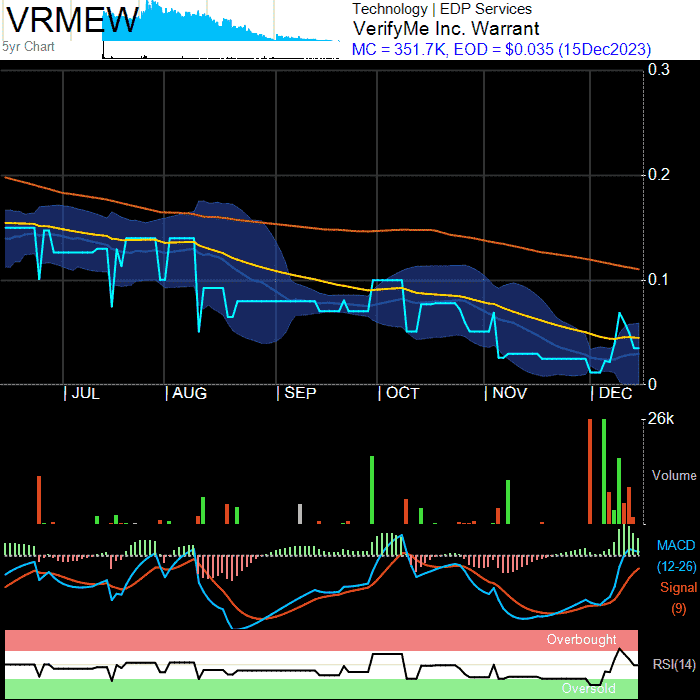 VRMEW
5yr Chart
Technology | EDP Services
VerifyMe Inc. Warrant
MC = 351.7K, EOD = $0.035 (15Dec2023)
0.3
0.2
0.1
0
| JUL | AUG | SEP | OCT | NOV | DEC
26k
Volume
MACD
(12-26)
Signal
(9)
Overbought
RSI(14)
Oversold